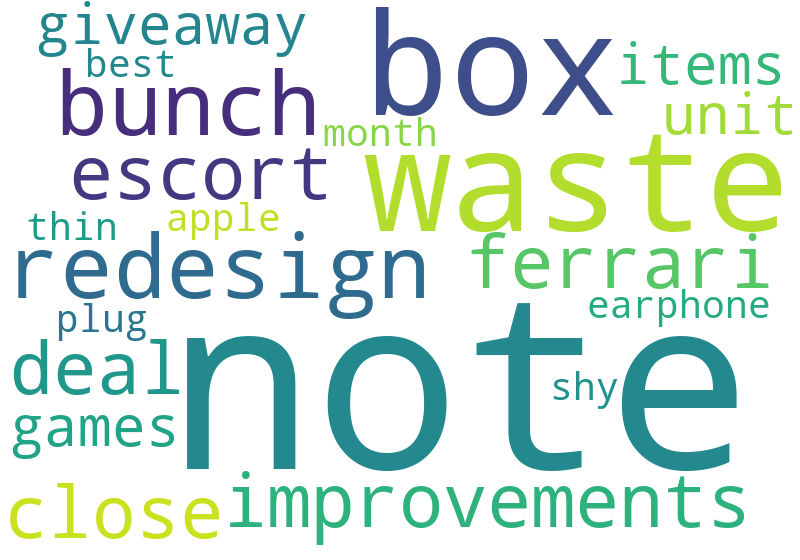 giveaway
box
items
best
bunch
unit
month
escort
waste
thin
apple
redesign
ferrari
plug
earphone
note
deal
shy
games
close
improvements